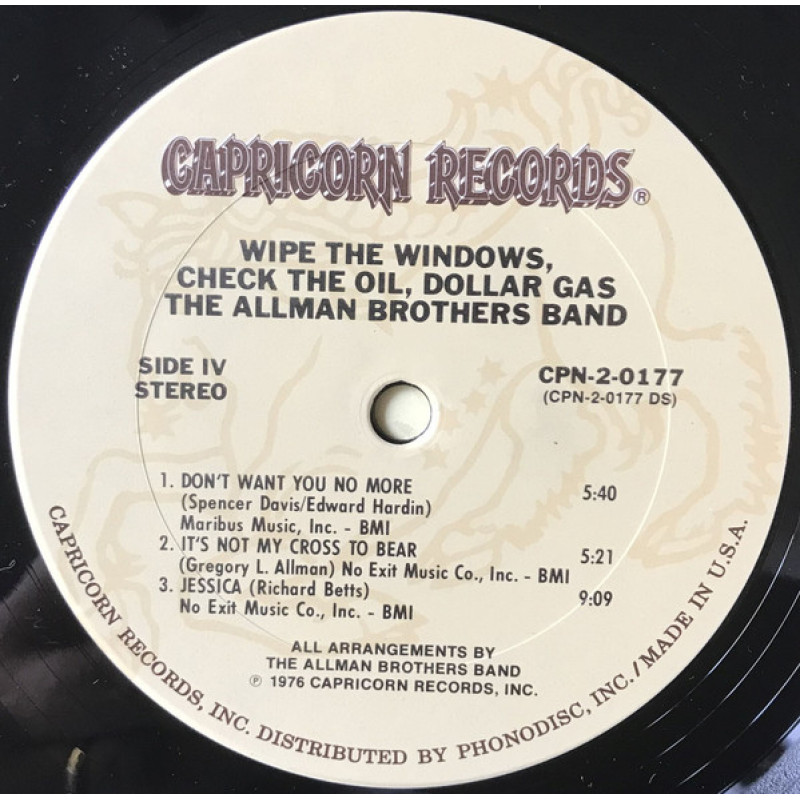 CAPRICORN RECORDS®
WIPE THE WINDOWS,
CHECK THE OIL, DOLLAR GAS
THE ALLMAN BROTHERS BAND
SIDE IV
STEREO
CPN-2-0177
(CPN-2-0177 DS)
1. DON'T WANT YOU NO MORE 5:40
(Spencer Davis/Edward Hardin)
Maribus Music, Inc. - BMI
2. IT'S NOT MY CROSS TO BEAR 5:21
(Gregory L. Allman) No Exit Music Co., Inc. - BMI
3. JESSICA (Richard Betts) 9:09
No Exit Music Co., Inc. - BMI
ALL ARRANGEMENTS BY
THE ALLMAN BROTHERS BAND
℗ 1976 CAPRICORN RECORDS, INC.
CAPRICORN RECORDS, INC. DISTRIBUTED BY PHONODISC, INC./MADE IN U.S.A.